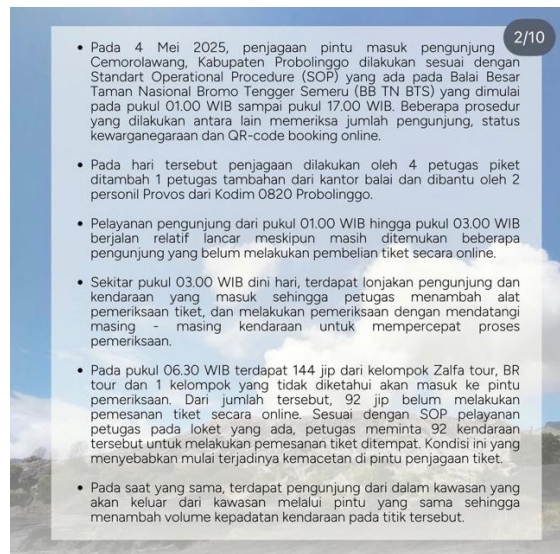 2/10
• Pada 4 Mei 2025, penjagaan pintu masuk pengunjung
Cemorolawang, Kabupaten Probolinggo dilakukan sesuai dengan
Standart Operational Procedure (SOP) yang ada pada Balai Besar
Taman Nasional Bromo Tengger Semeru (BB TN BTS) yang dimulai
pada pukul 01.00 WIB sampai pukul 17.00 WIB. Beberapa prosedur
yang dilakukan antara lain memeriksa jumlah pengunjung, status
kewarganegaraan dan QR-code booking online.
• Pada hari tersebut penjagaan dilakukan oleh 4 petugas piket
ditambah 1 petugas tambahan dari kantor balai dan dibantu oleh 2
personil Provos dari Kodim 0820 Probolinggo.
• Pelayanan pengunjung dari pukul 01.00 WIB hingga pukul 03.00 WIB
berjalan relatif lancar meskipun masih ditemukan beberapa
pengunjung yang belum melakukan pembelian tiket secara online.
• Sekitar pukul 03.00 WIB dini hari, terdapat lonjakan pengunjung dan
kendaraan yang masuk sehingga petugas menambah alat
pemeriksaan tiket, dan melakukan pemeriksaan dengan mendatangi
masing - masing kendaraan untuk mempercepat proses
pemeriksaan.
• Pada pukul 06.30 WIB terdapat 144 jip dari kelompok Zalfa tour, BR
tour dan 1 kelompok yang tidak diketahui akan masuk ke pintu
pemeriksaan. Dari jumlah tersebut, 92 jip belum melakukan
pemesanan tiket secara online. Sesuai dengan SOP pelayanan
petugas pada loket yang ada, petugas meminta 92 kendaraan
tersebut untuk melakukan pemesanan tiket ditempat. Kondisi ini yang
menyebabkan mulai terjadinya kemacetan di pintu penjagaan tiket.
• Pada saat yang sama, terdapat pengunjung dari dalam kawasan yang
akan keluar dari kawasan melalui pintu yang sama sehingga
menambah volume kepadatan kendaraan pada titik tersebut.